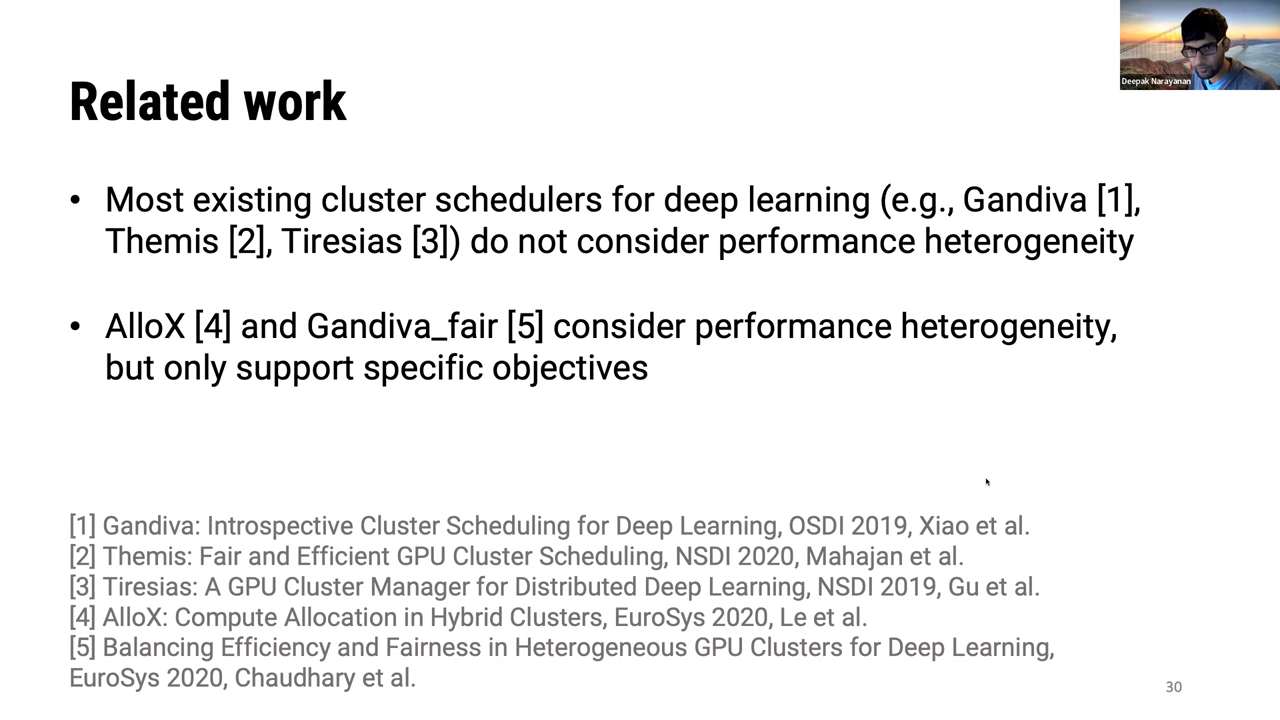 Deepak Narayanan
Related work
• Most existing cluster schedulers for deep learning (e.g., Gandiva [1],
Themis [2], Tiresias [3]) do not consider performance heterogeneity
• AlloX [4] and Gandiva_fair [5] consider performance heterogeneity,
but only support specific objectives
[1] Gandiva: Introspective Cluster Scheduling for Deep Learning, OSDI 2019, Xiao et al.
[2] Themis: Fair and Efficient GPU Cluster Scheduling, NSDI 2020, Mahajan et al.
[3] Tiresias: A GPU Cluster Manager for Distributed Deep Learning, NSDI 2019, Gu et al.
[4] AlloX: Compute Allocation in Hybrid Clusters, EuroSys 2020, Le et al.
[5] Balancing Efficiency and Fairness in Heterogeneous GPU Clusters for Deep Learning,
EuroSys 2020, Chaudhary et al.
30